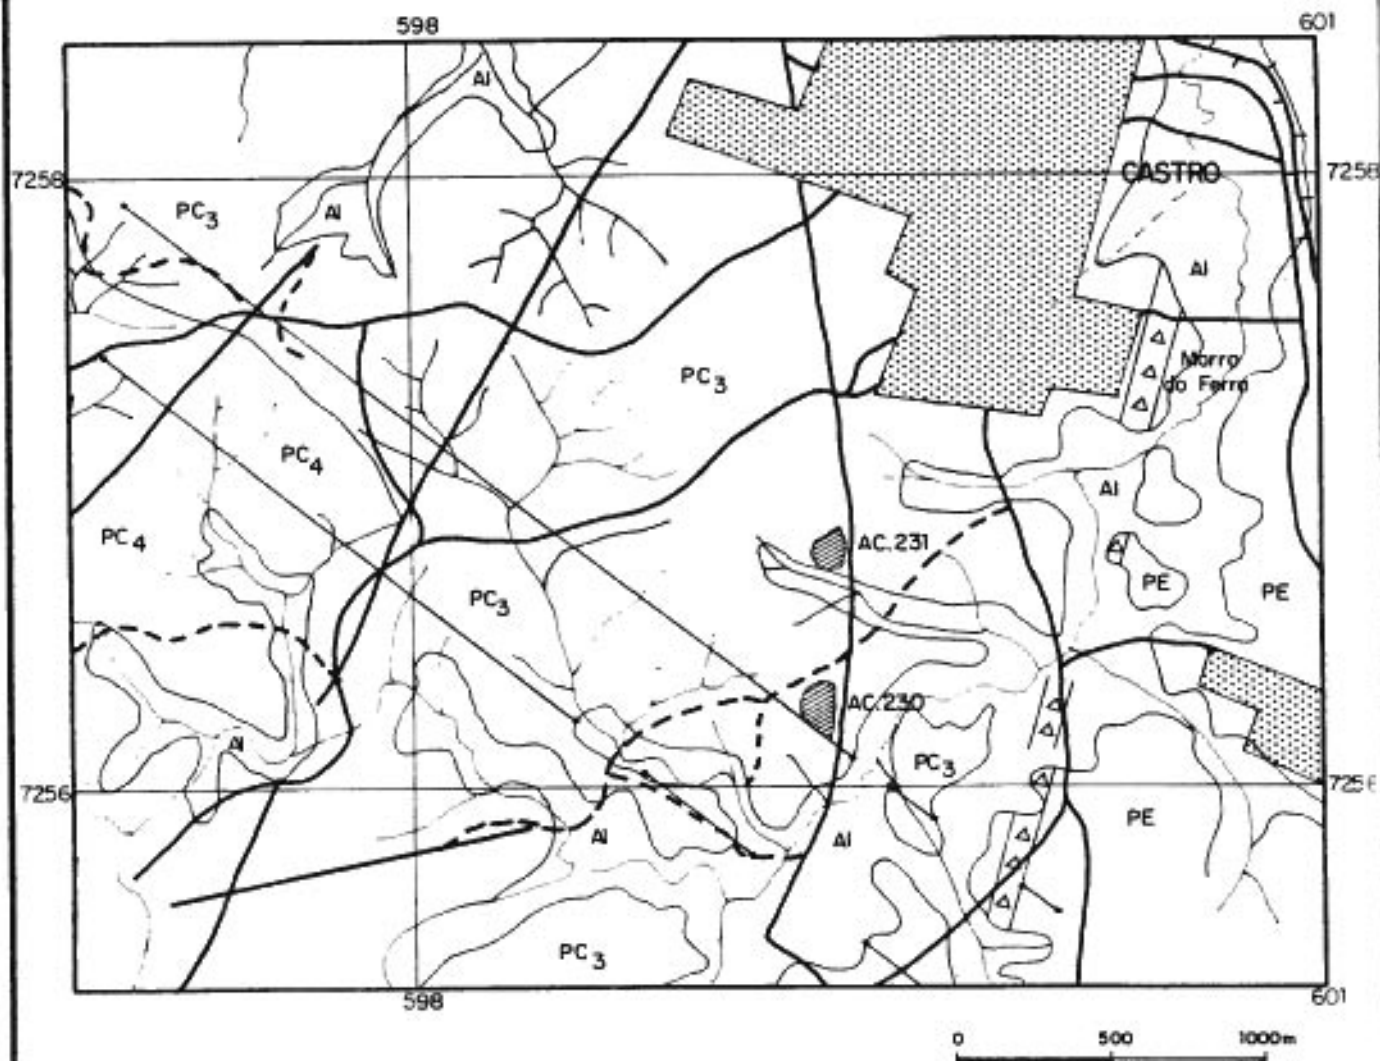 598
601
Al
7258
CASTRO
7258
PC3
Al
Al
Morro
do Ferro
PC3
PC4
Al
PC4
AC.231
PE
PE
PC3
AC.230
Al
PC3
7256
7256
PE
Al
Al
PC3
598
601
0 500 1000m